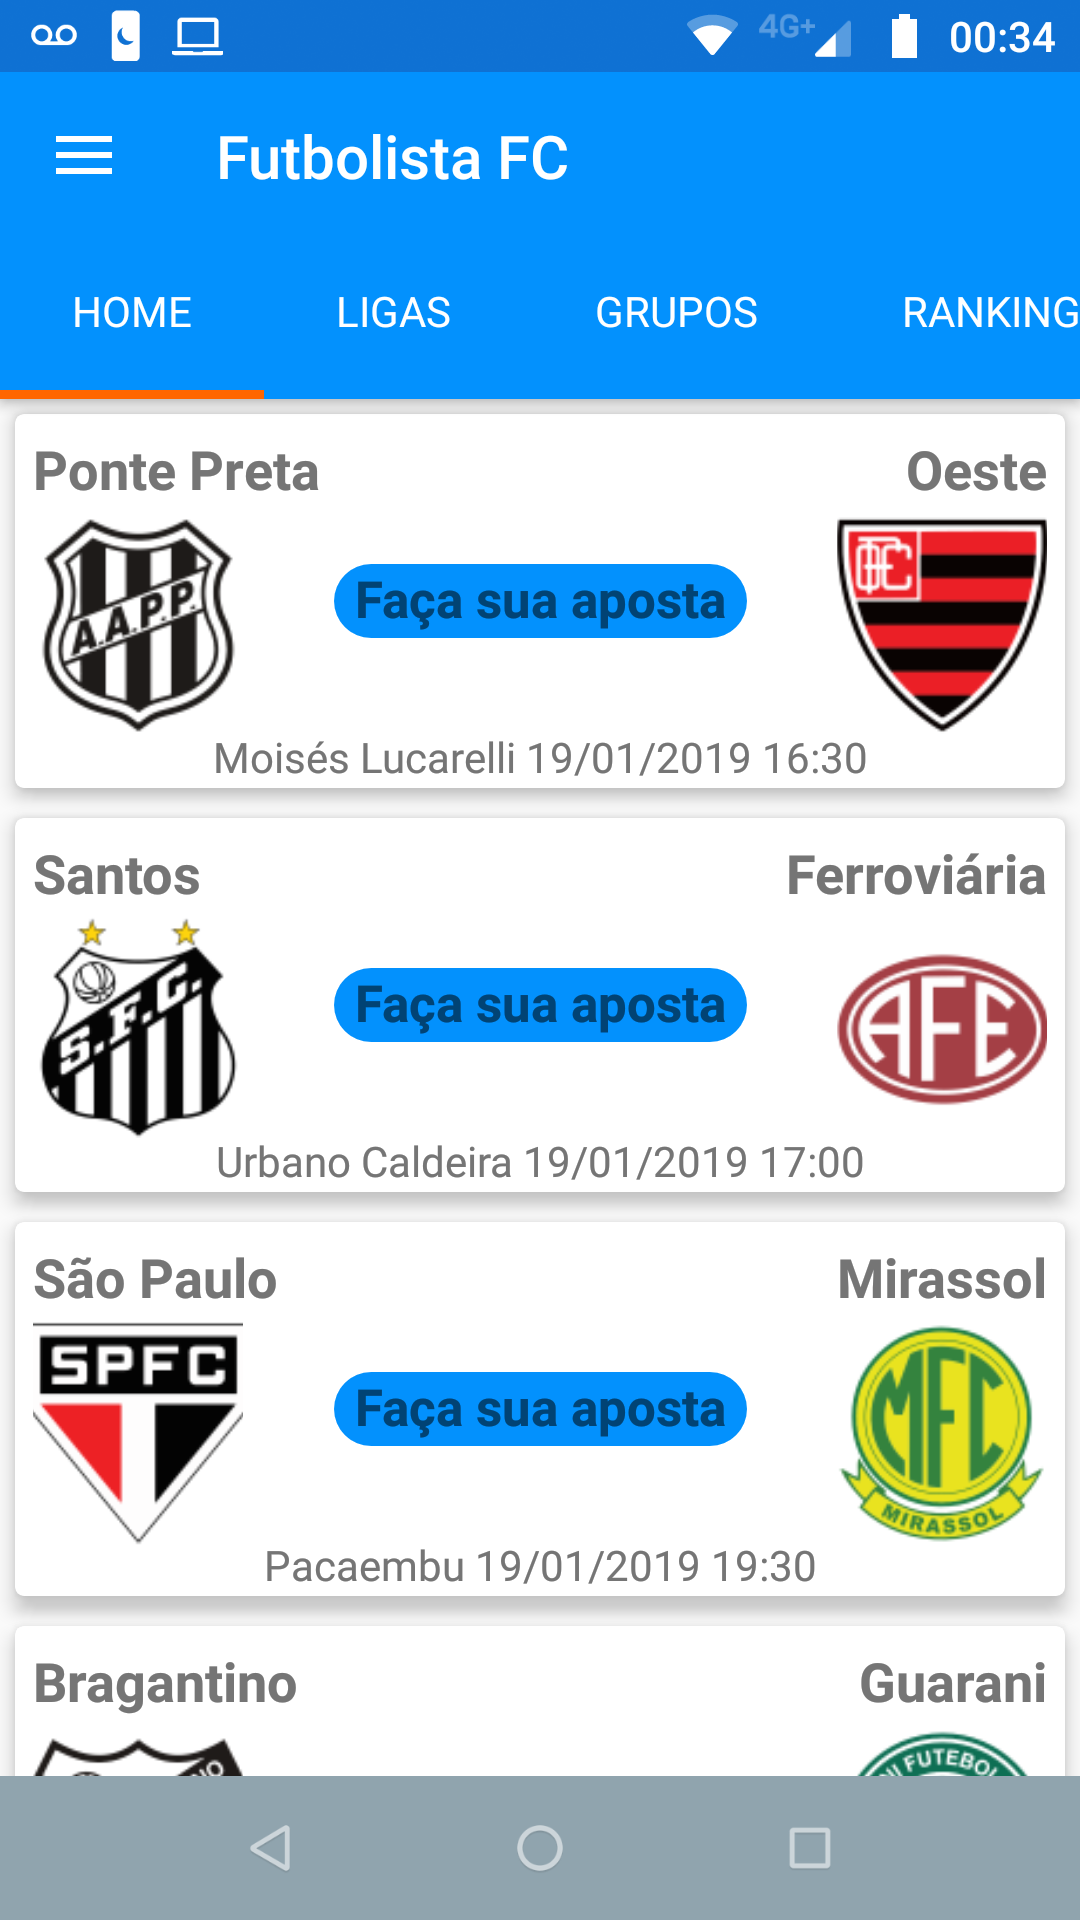 4G+ 00:34
Futbolista FC
HOME LIGAS GRUPOS RANKING
Ponte Preta Oeste
A.A.P.P.
OFC
Faça sua aposta
Moisés Lucarelli 19/01/2019 16:30
Santos Ferroviária
S.F.C.
Faça sua aposta
AFE
Urbano Caldeira 19/01/2019 17:00
São Paulo Mirassol
SPFC
Faça sua aposta
MFC
MIRASSOL
Pacaembu 19/01/2019 19:30
Bragantino Guarani
FUTEBOL